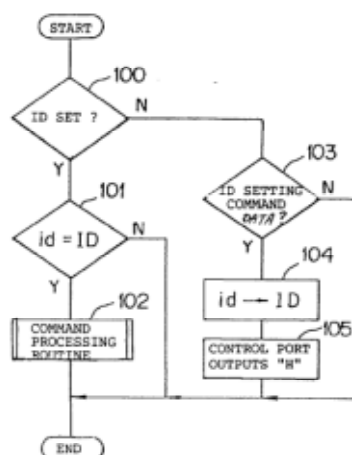 START
100
ID SET ?
N
Y
101
id = ID
N
Y
102
COMMAND
PROCESSING
ROUTINE
103
ID SETTING
COMMAND
DATA?
N
Y
104
id → ID
105
CONTROL PORT
OUTPUTS "H"
END